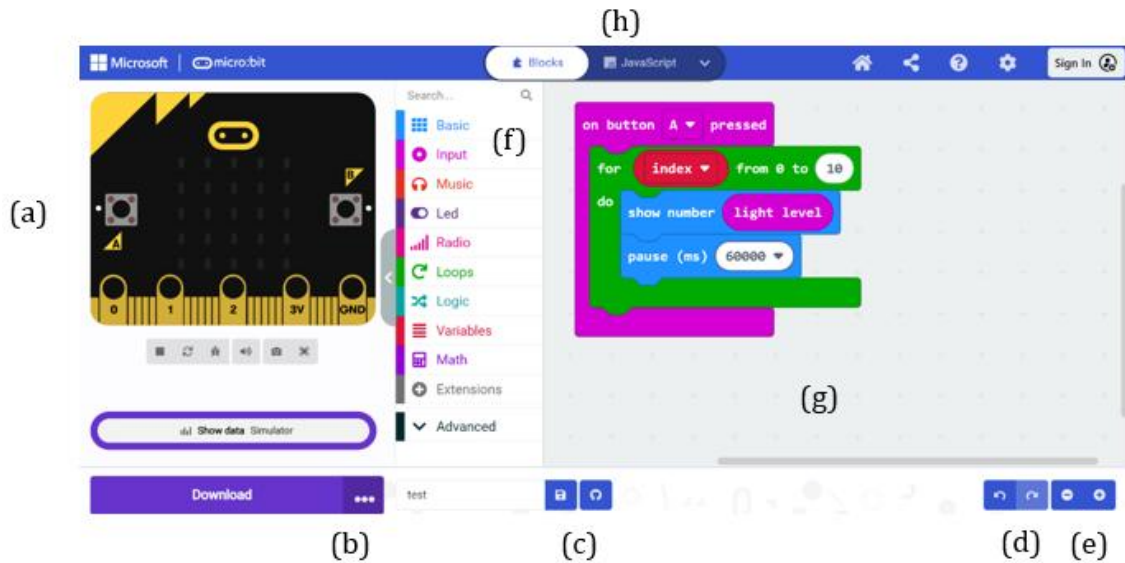 (h)
Microsoft | micro:bit
Blocks
JavaScript
Sign In
(a)
B
A
0 1 2 3V GND
Show data Simulator
Search...
(f)
Basic
Input
Music
Led
Radio
Loops
Logic
Variables
Math
Extensions
Advanced
on button A pressed
for index from 0 to 10
do
show number light level
pause (ms) 60000
(g)
Download
test
(b)
(c)
(d)
(e)